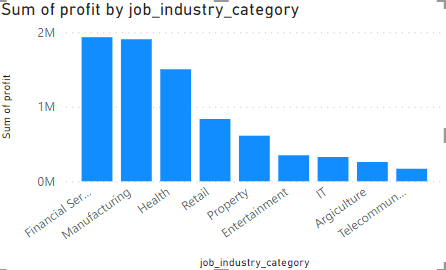 Sum of profit by job_industry_category
2M
1M
0M
Sum of profit
Financial Ser...
Manufacturing
Health
Retail
Property
Entertainment
IT
Argiculture
Telecommun...
job_industry_category